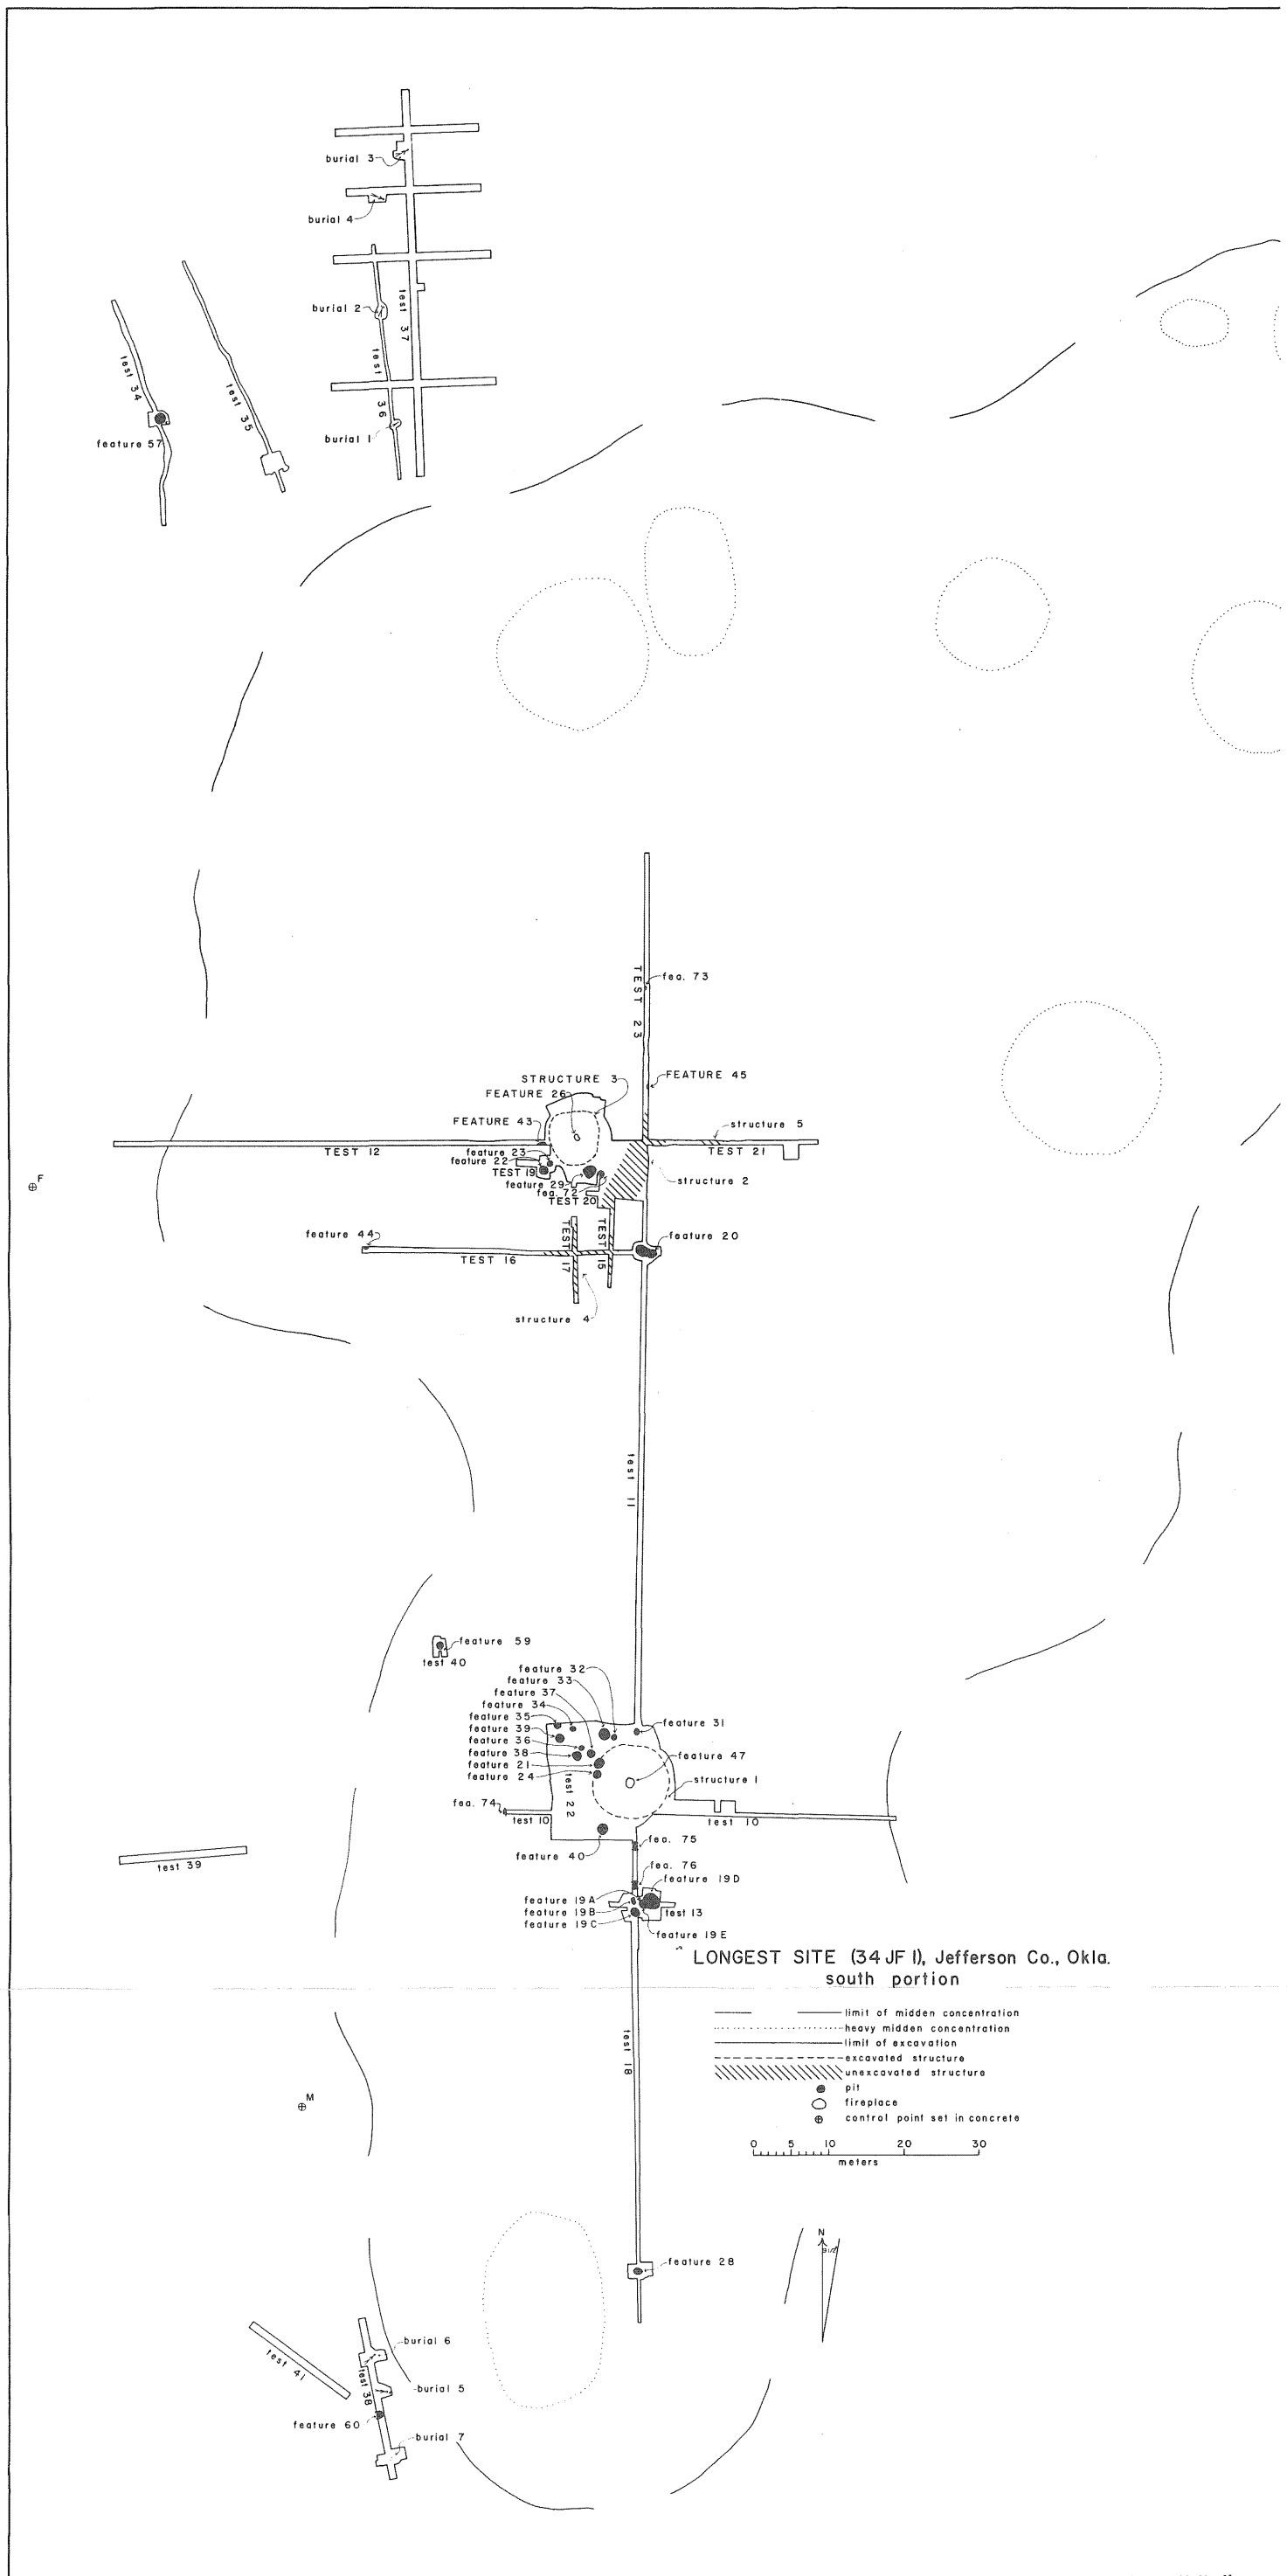 burial 3
burial 4
burial 2
test 37
test 36
burial 1
test 34
test 35
feature 57
TEST 23
fea. 73
FEATURE 45
STRUCTURE 3
FEATURE 26
FEATURE 43
structure 5
TEST 12
feature 23
feature 22
TEST 19
TEST 21
feature 29
fea. 72
TEST 20
structure 2
F
feature 44
TEST 16
TEST 17
TEST 15
feature 20
structure 4
test 11
feature 59
test 40
feature 32
feature 33
feature 37
feature 34
feature 35
feature 39
feature 36
feature 38
feature 21
feature 24
feature 31
feature 47
structure 1
test 22
fea. 74
test 10
test 10
feature 40
fea. 75
test 39
fea. 76
feature 19D
feature 19A
feature 19B
feature 19C
test 13
feature 19E
LONGEST SITE (34JF1), Jefferson Co., Okla.
south portion
limit of midden concentration
heavy midden concentration
limit of excavation
excavated structure
unexcavated structure
pit
fireplace
control point set in concrete
0 5 10 20 30
meters
test 18
M
N
9 1/2°
feature 28
test 41
test 38
burial 6
burial 5
feature 60
burial 7